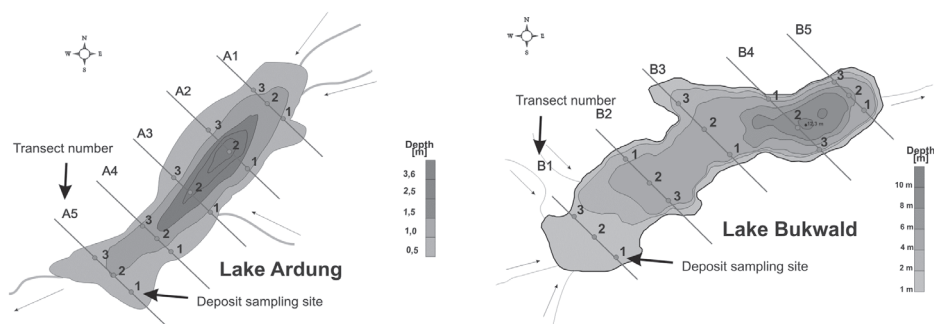 N
W E
S
A1
A2
A3
A4
A5
Transect number
3
2
1
3
2
1
3
2
1
3
2
1
3
2
1
Depth
[m]
3,6
2,5
1,5
1,0
0,5
Lake Ardung
Deposit sampling site
N
W E
S
B5
B4
B3
B2
B1
Transect number
3
2
1
1
2
3
3
2
1
1
2
3
3
2
1
Depth
[m]
10 m
8 m
6 m
4 m
2 m
1 m
Lake Bukwald
Deposit sampling site